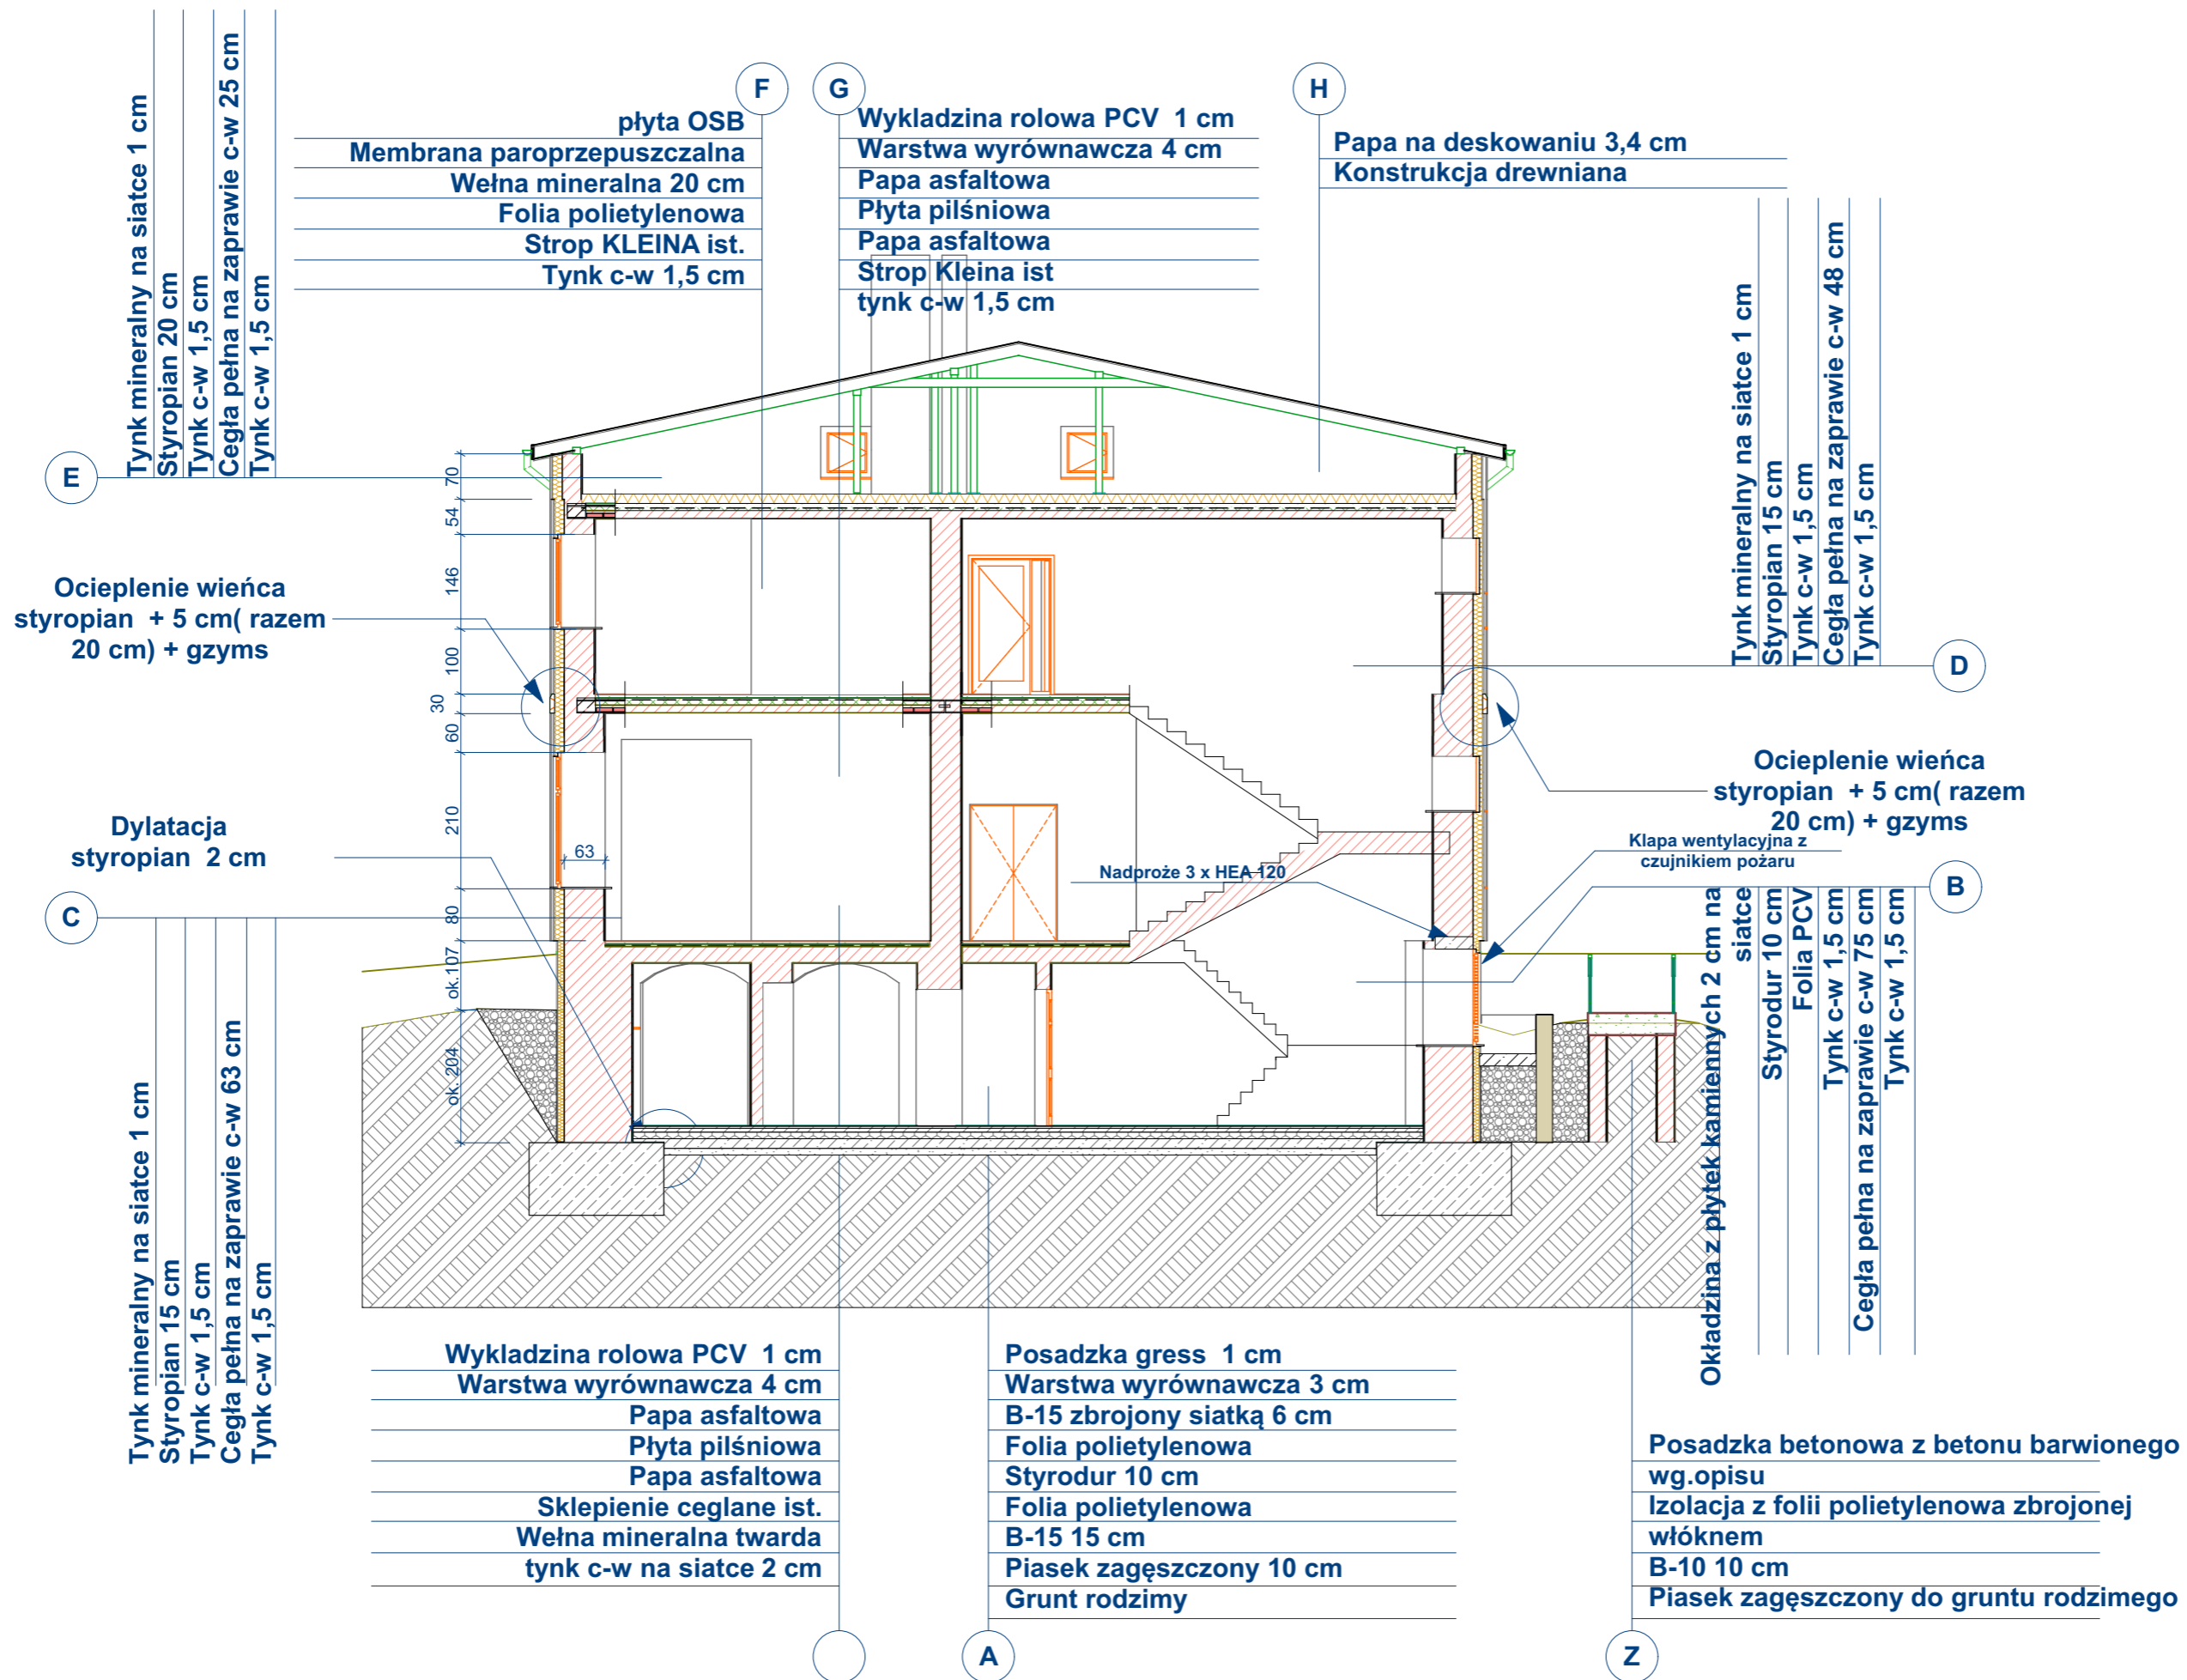 Tynk mineralny na siatce 1 cm
Styropian 20 cm
Tynk c-w 1,5 cm
Cegła pełna na zaprawie c-w 25 cm
Tynk c-w 1,5 cm
E
F
płyta OSB
Membrana paroprzepuszczalna
Wełna mineralna 20 cm
Folia polietylenowa
Strop KLEINA ist.
Tynk c-w 1,5 cm
G
Wykladzina rolowa PCV 1 cm
Warstwa wyrównawcza 4 cm
Papa asfaltowa
Płyta pilśniowa
Papa asfaltowa
Strop Kleina ist
tynk c-w 1,5 cm
H
Papa na deskowaniu 3,4 cm
Konstrukcja drewniana
Tynk mineralny na siatce 1 cm
Styropian 15 cm
Tynk c-w 1,5 cm
Cegła pełna na zaprawie c-w 48 cm
Tynk c-w 1,5 cm
D
70
54
146
100
30
60
210
63
80
ok.107
ok. 204
Ocieplenie wieńca
styropian + 5 cm( razem
20 cm) + gzyms
Ocieplenie wieńca
styropian + 5 cm( razem
20 cm) + gzyms
Dylatacja
styropian 2 cm
Klapa wentylacyjna z
czujnikiem pożaru
Nadproże 3 x HEA 120
C
Tynk mineralny na siatce 1 cm
Styropian 15 cm
Tynk c-w 1,5 cm
Cegła pełna na zaprawie c-w 63 cm
Tynk c-w 1,5 cm
B
Okładzina z płytek kamiennych 2 cm na
siatce
Styrodur 10 cm
Folia PCV
Tynk c-w 1,5 cm
Cegła pełna na zaprawie c-w 75 cm
Tynk c-w 1,5 cm
Wykladzina rolowa PCV 1 cm
Warstwa wyrównawcza 4 cm
Papa asfaltowa
Płyta pilśniowa
Papa asfaltowa
Sklepienie ceglane ist.
Wełna mineralna twarda
tynk c-w na siatce 2 cm
Posadzka gress 1 cm
Warstwa wyrównawcza 3 cm
B-15 zbrojony siatką 6 cm
Folia polietylenowa
Styrodur 10 cm
Folia polietylenowa
B-15 15 cm
Piasek zagęszczony 10 cm
Grunt rodzimy
A
Posadzka betonowa z betonu barwionego
wg.opisu
Izolacja z folii polietylenowa zbrojonej
włóknem
B-10 10 cm
Piasek zagęszczony do gruntu rodzimego
Z